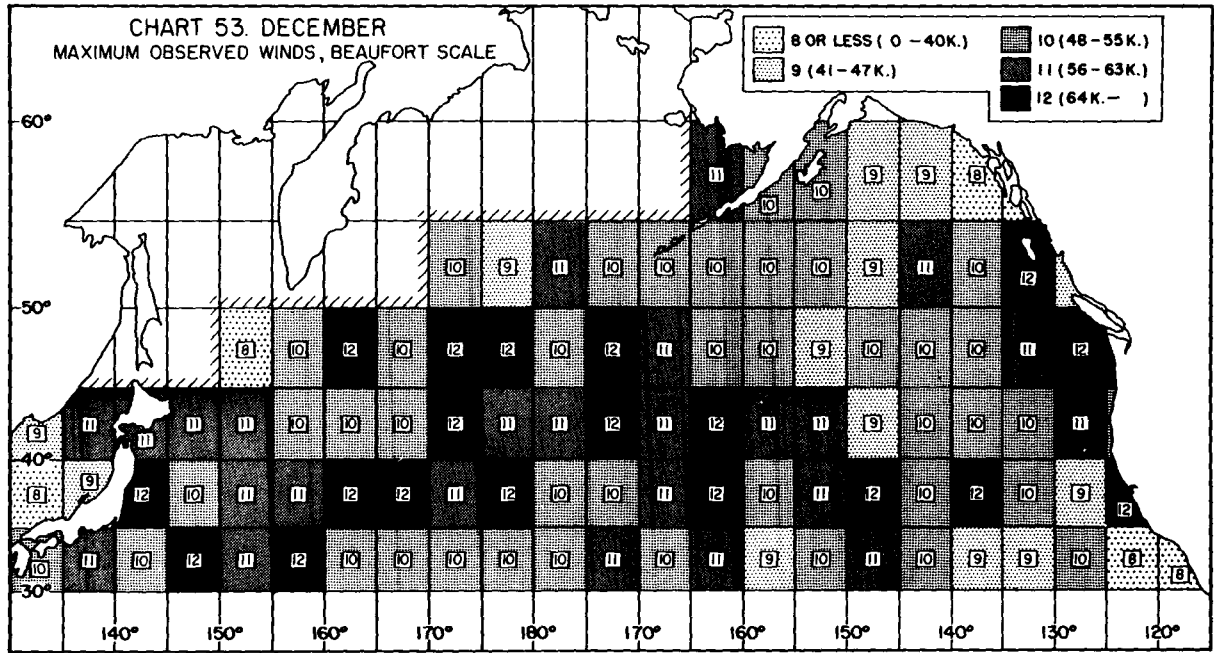 CHART 53. DECEMBER
MAXIMUM OBSERVED WINDS, BEAUFORT SCALE
8 OR LESS ( 0 - 40K.)
9 (41-47K.)
10 (48-55K.)
11 (56-63K.)
12 (64K.- )
60°
11 10 10 9 9 8
10 9 11 10 10 10 10 10 9 11 10 12
50°
8 10 12 10 12 12 10 12 11 10 10 9 10 10 10 11 12
9 11 11 11 11 10 10 10 12 11 11 12 11 12 11 11 9 10 10 10 11
40°
8 9 12 10 11 11 12 12 11 12 10 10 11 12 10 11 12 10 12 10 9 12
10 11 10 12 11 12 10 10 10 10 10 11 10 11 9 10 11 10 9 9 10 8 8
30°
140° 150° 160° 170° 180° 170° 160° 150° 140° 130° 120°